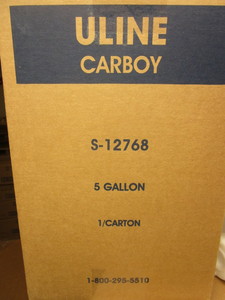 ULINE
CARBOY
S-12768
5 GALLON
1/CARTON
1-800-295-5510